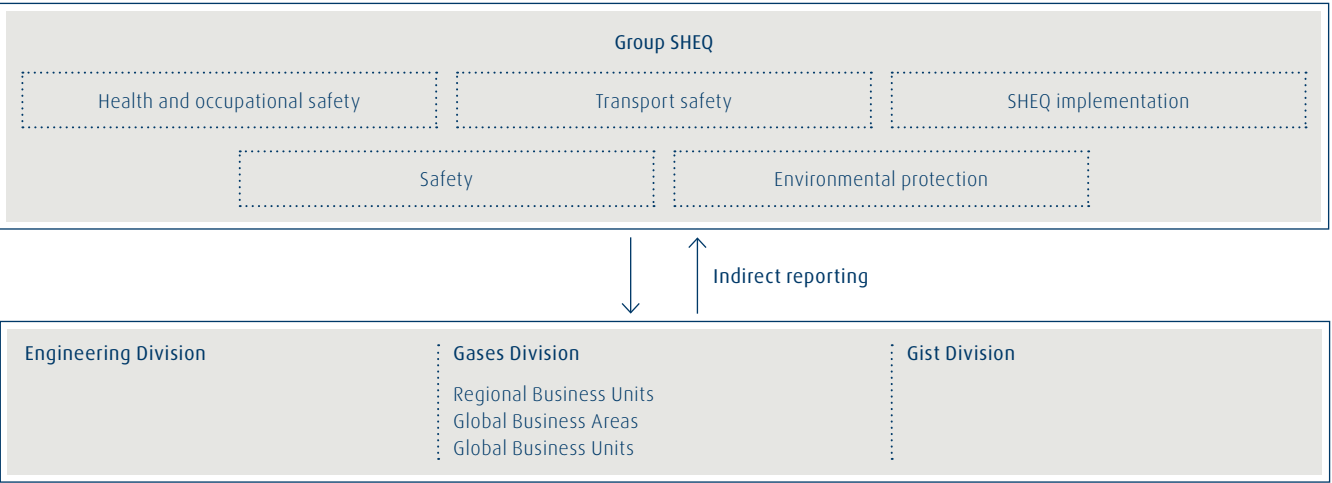 Group SHEQ
Health and occupational safety
Transport safety
SHEQ implementation
Safety
Environmental protection
Indirect reporting
Engineering Division
Gases Division
Regional Business Units
Global Business Areas
Global Business Units
Gist Division